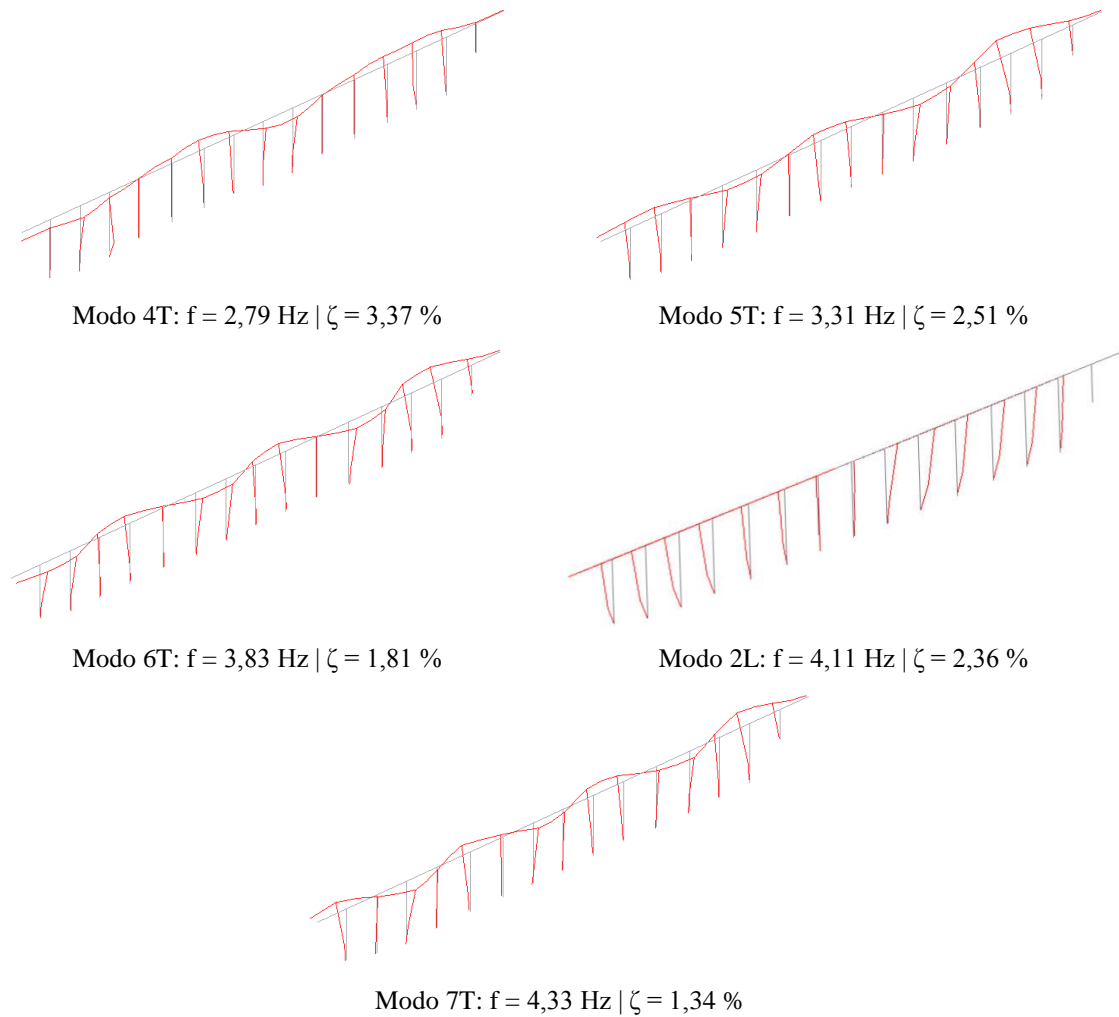 Modo 4T: f = 2,79 Hz | ζ = 3,37 %
Modo 5T: f = 3,31 Hz | ζ = 2,51 %
Modo 6T: f = 3,83 Hz | ζ = 1,81 %
Modo 2L: f = 4,11 Hz | ζ = 2,36 %
Modo 7T: f = 4,33 Hz | ζ = 1,34 %